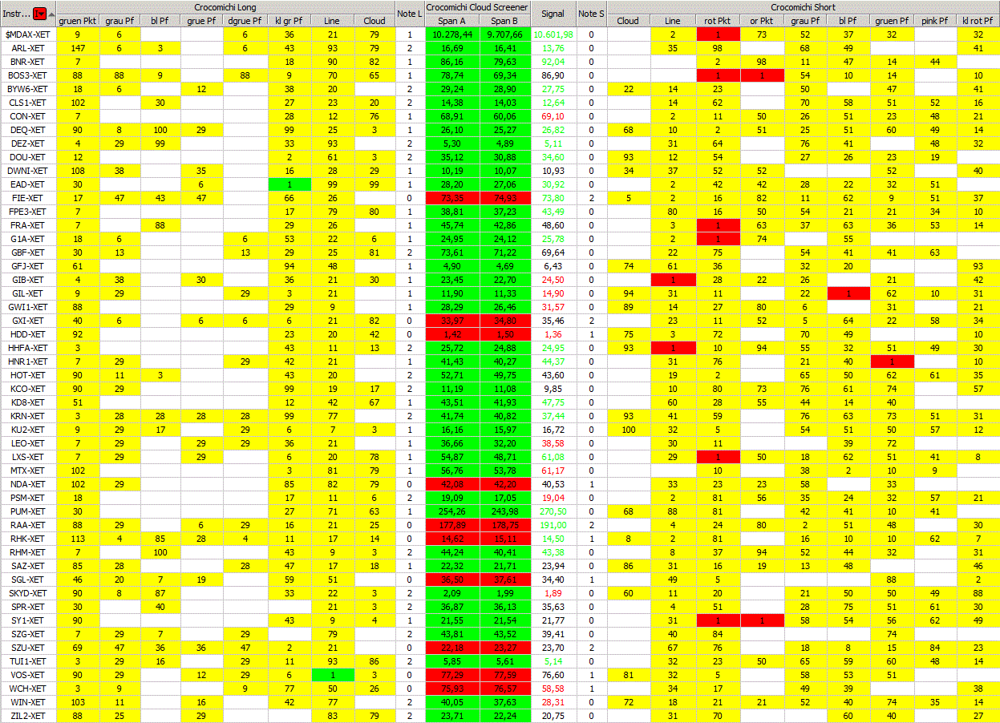 Crocomichi Long Crocomichi Cloud Screener Crocomichi Short
Instr... 1 gruen Pkt grau Pf bl Pf grue Pf dgrue Pf kl gr Pf Line Cloud Note L Span A Span B Signal Note S Cloud Line rot Pkt or Pkt grau Pf bl Pf gruen Pf pink Pf kl rot Pf
$MDAX-XET 9 6 6 36 21 79 1 10.278,44 9.707,66 10.601,98 0 2 1 73 52 37 32 32
ARL-XET 147 6 3 6 43 93 79 2 16,69 16,41 13,76 0 35 98 68 49 41
BNR-XET 7 18 90 82 1 86,16 79,63 92,04 0 2 98 11 47 14 44
BOS3-XET 88 88 9 88 9 70 65 1 78,74 69,34 86,90 0 1 1 54 10 14 10
BYW6-XET 18 6 12 38 20 2 29,24 28,90 27,75 0 22 14 23 50 47 41
CLS1-XET 102 30 27 23 20 2 14,38 14,03 12,64 0 14 62 70 58 51 52 16
CON-XET 7 28 12 76 1 68,91 60,06 69,10 0 2 11 50 26 51 23 48 21
DEQ-XET 90 8 100 29 99 25 3 1 26,10 25,27 26,82 0 68 10 2 51 25 51 60 49 14
DEZ-XET 4 29 99 33 93 2 5,30 4,89 5,11 0 31 64 76 41 48 32
DOU-XET 12 2 61 3 2 35,12 30,88 34,60 0 93 12 54 27 26 23 19
DWNI-XET 108 38 35 16 28 29 1 10,19 10,07 10,93 0 34 37 52 52 52 40
EAD-XET 30 6 1 99 99 1 28,20 27,06 30,92 0 2 42 42 28 22 32 51
FIE-XET 17 47 43 47 66 26 0 73,35 74,93 73,80 2 5 2 16 82 11 62 9 51 37
FPE3-XET 7 17 79 80 1 38,81 37,23 43,49 0 80 16 50 54 21 21 34 10
FRA-XET 7 88 29 26 1 45,74 42,86 48,60 0 3 1 63 37 63 36 53 14
G1A-XET 18 6 6 53 22 6 1 24,95 24,12 25,78 0 2 1 74 55
GBF-XET 30 13 13 29 25 81 2 73,61 71,22 69,64 0 22 75 54 41 41 63
GFJ-XET 61 94 48 1 4,90 4,69 6,43 0 74 61 36 32 20 93
GIB-XET 4 38 30 36 21 30 1 23,45 22,70 24,50 0 1 28 22 26 21 42
GIL-XET 9 29 29 3 21 1 11,90 11,33 14,90 0 94 31 11 22 1 62 10 31
GWI1-XET 88 29 9 1 28,29 26,46 31,57 0 89 14 27 80 6 31 21
GXI-XET 40 6 6 6 6 21 82 0 33,97 34,80 35,46 2 23 11 52 5 64 22 58 34
HDD-XET 92 23 20 42 0 1,42 1,50 1,36 1 75 3 72 70 49 10
HHFA-XET 3 43 11 13 2 25,72 24,88 24,95 0 93 1 10 94 55 32 51 49 30
HNR1-XET 7 29 29 42 21 1 41,43 40,27 44,37 0 31 76 21 40 1 10
HOT-XET 90 11 3 43 20 2 52,71 49,75 43,60 0 19 2 65 50 62 61 35
KCO-XET 90 29 99 19 17 2 11,19 11,08 9,85 0 10 80 73 76 61 74 57
KD8-XET 51 12 42 67 1 43,51 41,93 47,75 0 60 28 55 44 14 40
KRN-XET 3 28 28 28 28 99 77 2 41,74 40,82 37,44 0 93 41 59 76 63 73 51 31
KU2-XET 9 29 17 29 6 7 3 1 16,16 15,97 16,72 0 100 32 5 54 51 50 57 12
LEO-XET 7 29 29 29 36 21 1 36,66 32,20 38,58 0 30 11 39 72
LXS-XET 7 29 29 6 20 78 1 54,87 48,71 61,08 0 29 1 50 18 62 51 41 8
MTX-XET 102 3 81 79 1 56,76 53,78 61,17 0 10 38 2 10 9
NDA-XET 102 29 85 82 79 0 42,08 42,20 40,53 1 33 23 23 58 33
PSM-XET 18 17 11 6 2 19,09 17,05 19,04 0 2 81 56 35 24 32 57 21
PUM-XET 30 27 71 63 1 254,26 243,98 270,50 0 68 88 81 42 41 10 41
RAA-XET 88 29 6 29 16 21 25 0 177,89 178,75 191,00 2 4 24 80 2 51 48 30
RHK-XET 113 4 85 28 4 11 17 14 0 14,62 15,11 14,50 1 8 2 81 16 10 10 62 7
RHM-XET 7 100 43 9 3 2 44,24 40,41 43,38 0 8 37 94 52 44 32 31
SAZ-XET 85 28 28 47 17 18 1 22,32 21,71 23,94 0 86 31 16 19 13 48 46
SGL-XET 46 20 7 19 59 51 0 36,50 37,61 34,40 1 49 5 88 2
SKYD-XET 90 8 87 33 22 3 2 2,09 1,99 1,89 0 60 11 20 21 50 50 49 88
SPR-XET 30 40 21 3 2 36,87 36,13 35,63 0 4 51 28 75 51 61 30
SY1-XET 90 43 9 4 1 21,55 21,54 21,77 0 31 1 1 58 54 56 62 49
SZG-XET 7 29 7 29 79 2 43,81 43,52 39,41 0 40 84 74
SZU-XET 69 47 36 36 47 2 21 0 22,18 23,27 23,70 2 67 76 18 8 15 84 23
TUI1-XET 3 29 16 29 11 93 86 2 5,85 5,61 5,14 0 32 23 50 65 59 60 48 14
VOS-XET 90 29 12 29 6 1 3 0 77,29 77,59 76,60 1 81 32 5 58 53 51
WCH-XET 3 9 9 77 50 26 0 75,93 76,57 58,58 1 34 17 49 39 38
WIN-XET 103 11 16 42 77 2 40,05 37,63 28,31 0 72 18 21 21 52 40 74 35 14
ZIL2-XET 88 25 29 83 79 2 23,71 22,24 20,75 0 31 70 60 40 27